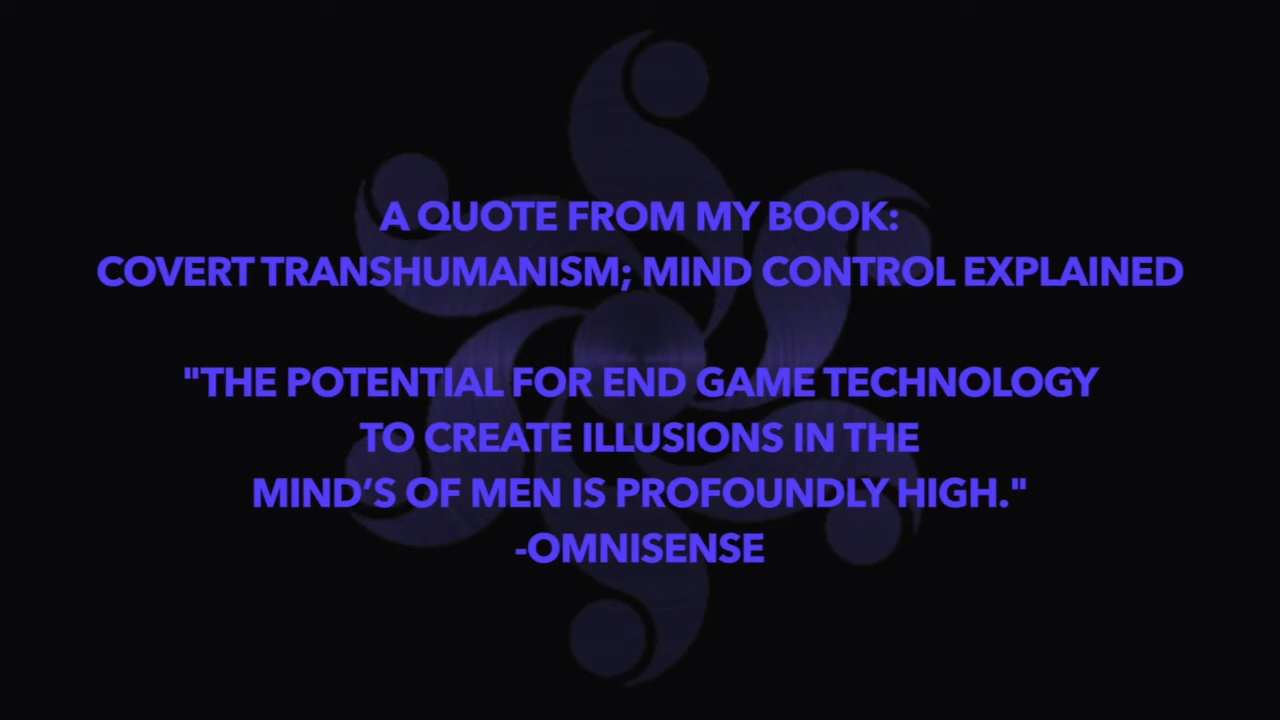 A QUOTE FROM MY BOOK:
COVERT TRANSHUMANISM; MIND CONTROL EXPLAINED
"THE POTENTIAL FOR END GAME TECHNOLOGY
TO CREATE ILLUSIONS IN THE
MIND’S OF MEN IS PROFOUNDLY HIGH."
-OMNISENSE